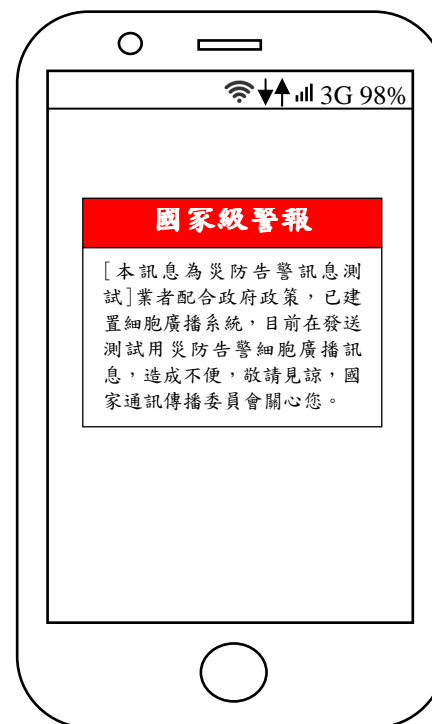 3G 98%
國家級警報
[本訊息為災防告警訊息測
試]業者配合政府政策，已建
置細胞廣播系統，目前在發送
測試用災防告警細胞廣播訊
息，造成不便，敬請見諒，國
家通訊傳播委員會關心您。